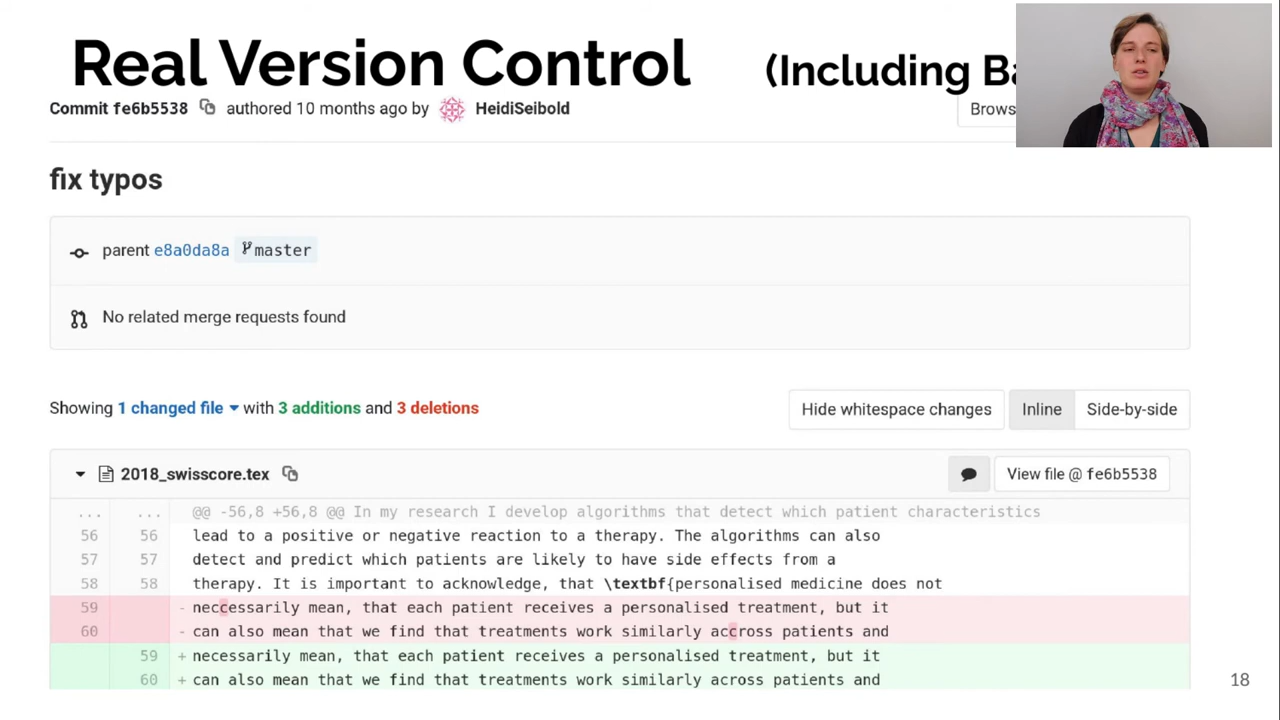 Real Version Control (Including Ba
Commit fe6b5538 authored 10 months ago by HeidiSeibold
Brows
fix typos
parent e8a0da8a master
No related merge requests found
Showing 1 changed file with 3 additions and 3 deletions
Hide whitespace changes Inline Side-by-side
2018_swisscore.tex
View file @ fe6b5538
... ... @@ -56,8 +56,8 @@ In my research I develop algorithms that detect which patient characteristics
56 56 lead to a positive or negative reaction to a therapy. The algorithms can also
57 57 detect and predict which patients are likely to have side effects from a
58 58 therapy. It is important to acknowledge, that \textbf{personalised medicine does not
59 - neccessarily mean, that each patient receives a personalised treatment, but it
60 - can also mean that we find that treatments work similarly accross patients and
59 + necessarily mean, that each patient receives a personalised treatment, but it
60 + can also mean that we find that treatments work similarly across patients and
18